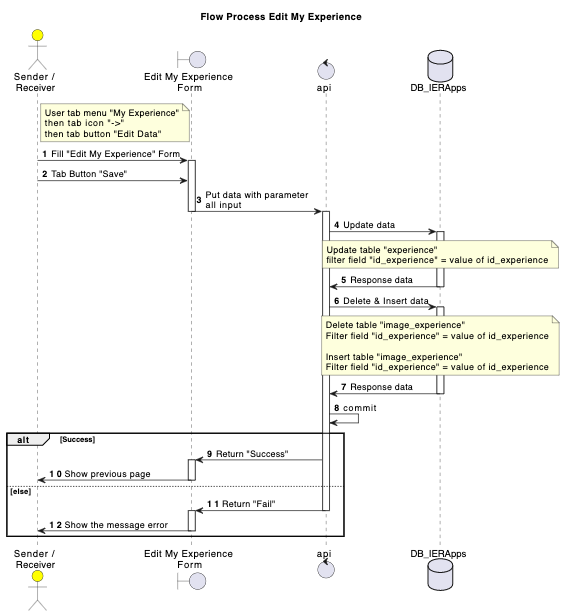 Flow Process Edit My Experience
Sender /
Receiver
Edit My Experience
Form
api
DB_IERApps
User tab menu "My Experience"
then tab icon "->"
then tab button "Edit Data"
1 Fill "Edit My Experience" Form
2 Tab Button "Save"
3 Put data with parameter
all input
4 Update data
Update table "experience"
filter field "id_experience" = value of id_experience
5 Response data
6 Delete & Insert data
Delete table "image_experience"
Filter field "id_experience" = value of id_experience
Insert table "image_experience"
Filter field "id_experience" = value of id_experience
7 Response data
8 commit
alt [Success]
9 Return "Success"
10 Show previous page
[else]
11 Return "Fail"
12 Show the message error
Sender /
Receiver
Edit My Experience
Form
api
DB_IERApps